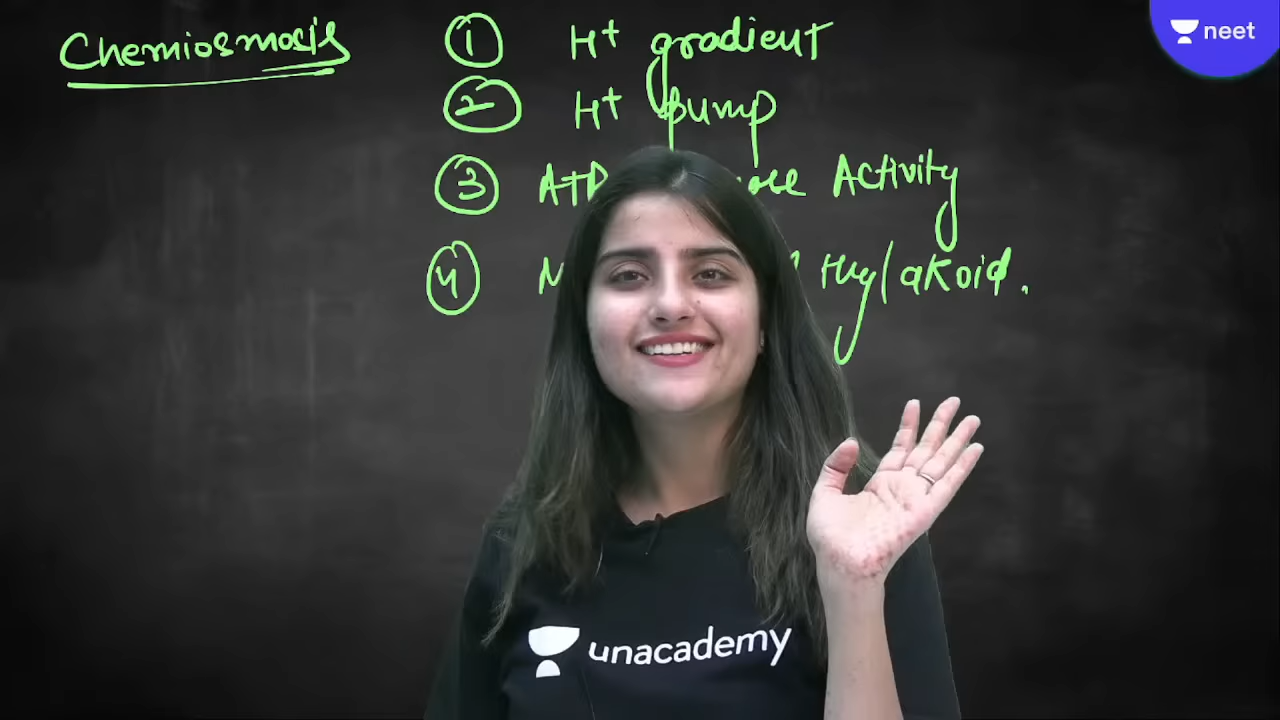 Chemiosmosis
① H⁺ gradient
② H⁺ pump
③ Activity
④ thylakoid.
neet
unacademy